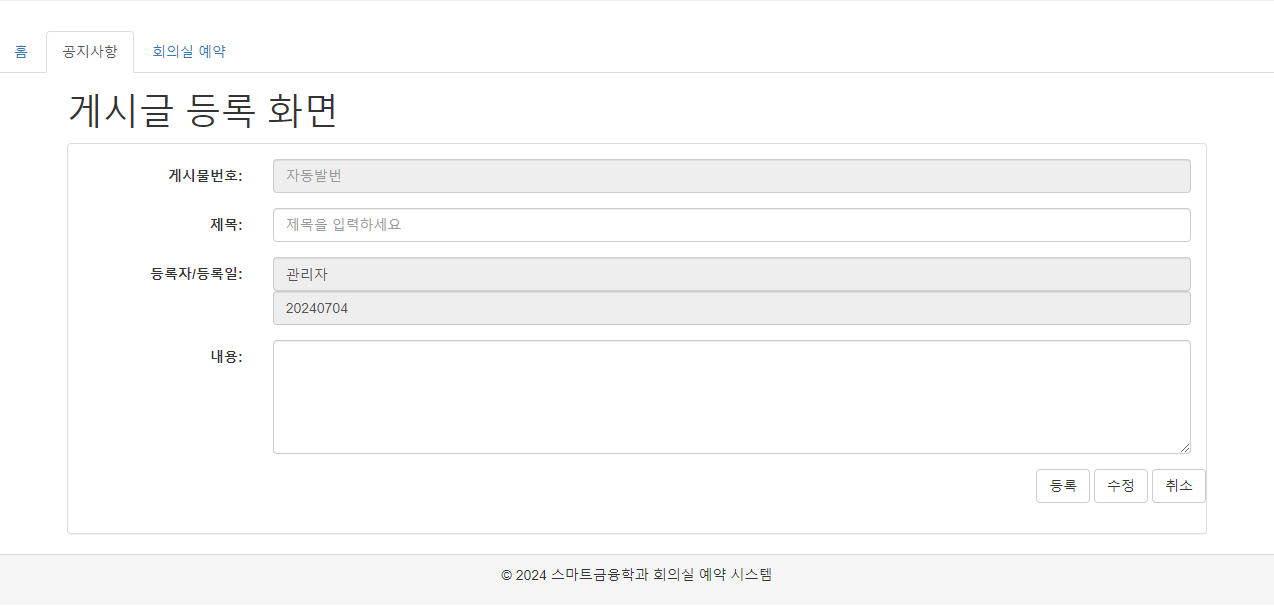 홈 공지사항 회의실 예약
게시글 등록 화면
게시물번호: 자동발번
제목: 제목을 입력하세요
등록자/등록일: 관리자
20240704
내용:
등록 수정 취소
© 2024 스마트금융학과 회의실 예약 시스템